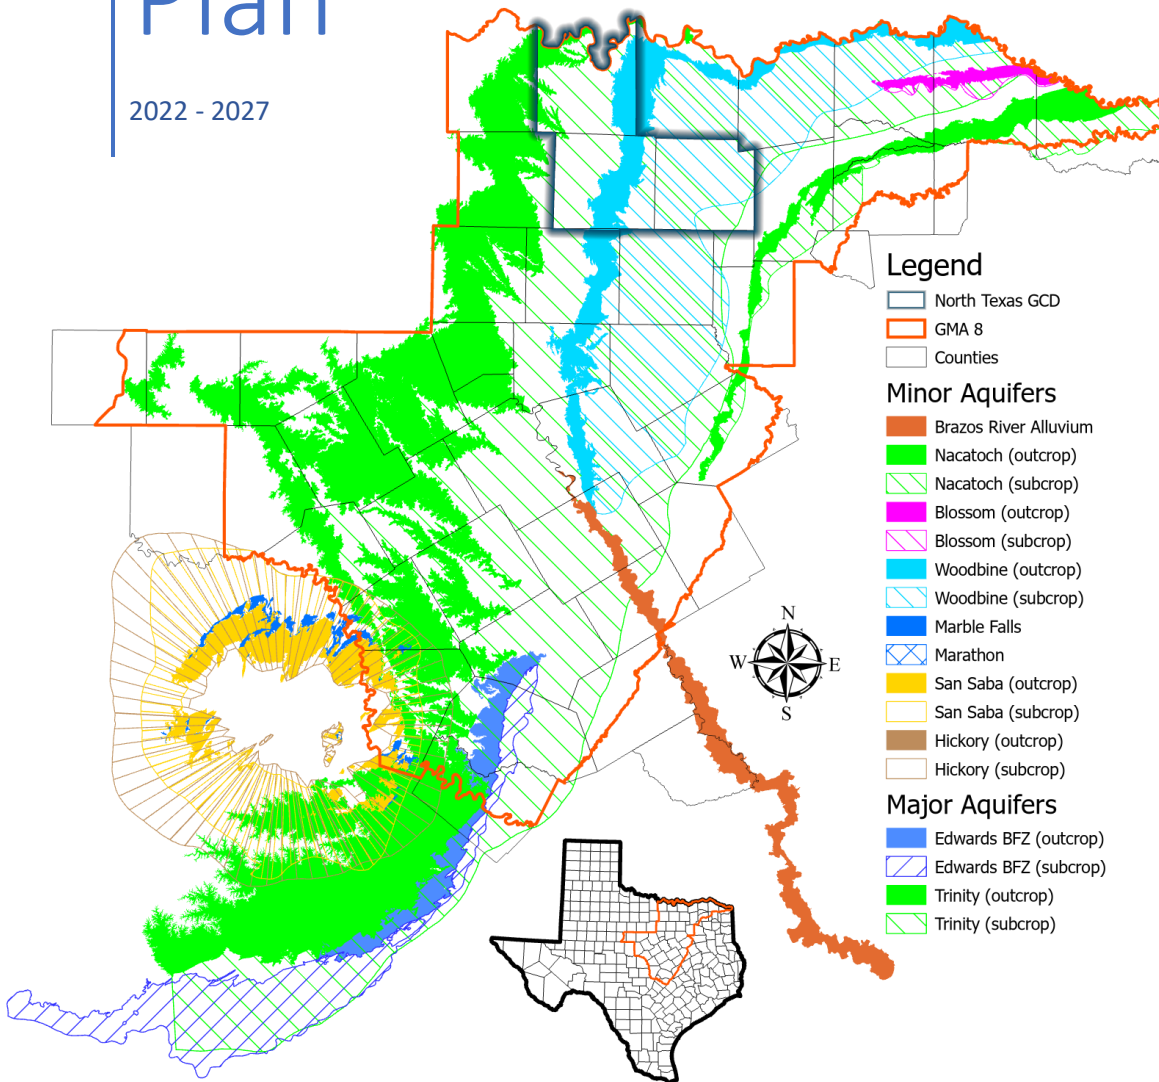 Plan
2022 - 2027
Legend
North Texas GCD
GMA 8
Counties
Minor Aquifers
Brazos River Alluvium
Nacatoch (outcrop)
Nacatoch (subcrop)
Blossom (outcrop)
Blossom (subcrop)
Woodbine (outcrop)
Woodbine (subcrop)
Marble Falls
Marathon
San Saba (outcrop)
San Saba (subcrop)
Hickory (outcrop)
Hickory (subcrop)
Major Aquifers
Edwards BFZ (outcrop)
Edwards BFZ (subcrop)
Trinity (outcrop)
Trinity (subcrop)
N
W E
S